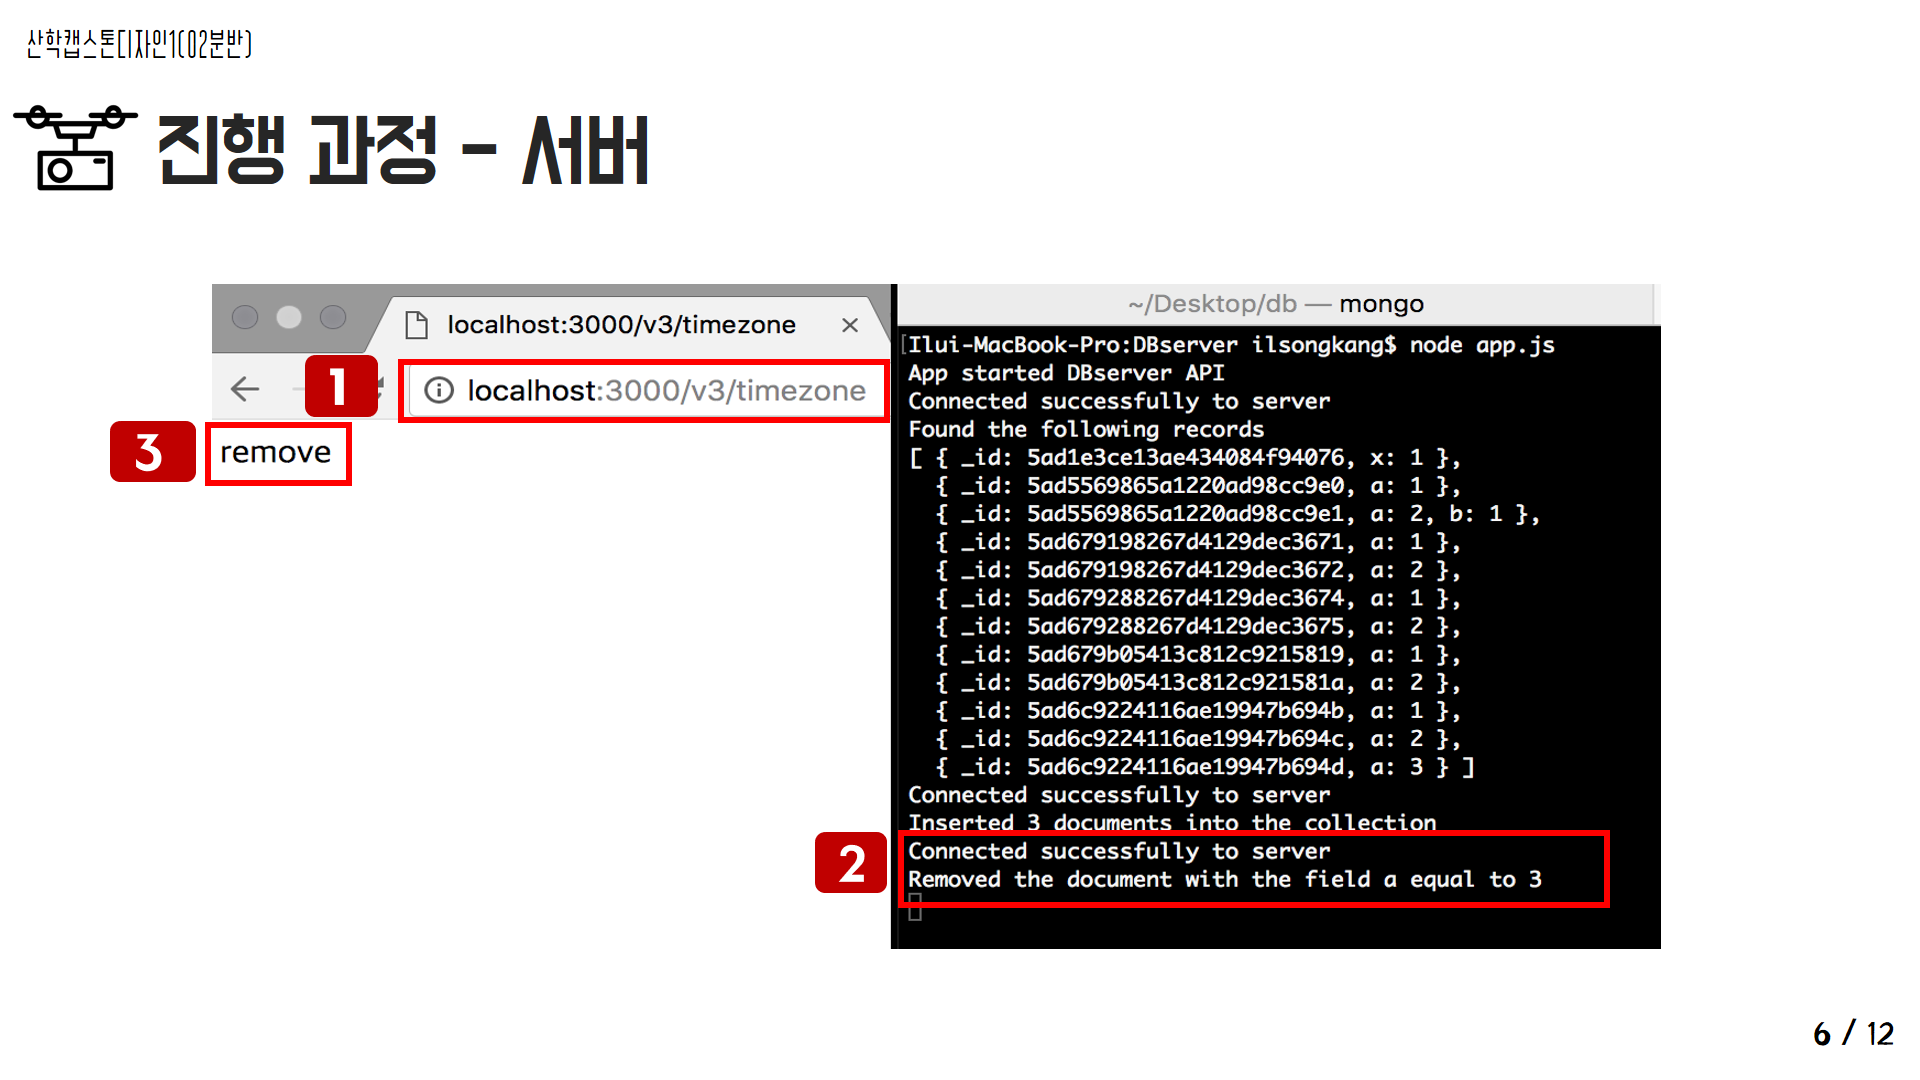 산학캡스톤디자인1(02분반)
진행 과정 - 서버
localhost:3000/v3/timezone
1
localhost:3000/v3/timezone
3
remove
~/Desktop/db — mongo
[Ilui-MacBook-Pro:DBserver ilsongkang$ node app.js
App started DBserver API
Connected successfully to server
Found the following records
[ { _id: 5ad1e3ce13ae434084f94076, x: 1 },
{ _id: 5ad5569865a1220ad98cc9e0, a: 1 },
{ _id: 5ad5569865a1220ad98cc9e1, a: 2, b: 1 },
{ _id: 5ad679198267d4129dec3671, a: 1 },
{ _id: 5ad679198267d4129dec3672, a: 2 },
{ _id: 5ad679288267d4129dec3674, a: 1 },
{ _id: 5ad679288267d4129dec3675, a: 2 },
{ _id: 5ad679b05413c812c9215819, a: 1 },
{ _id: 5ad679b05413c812c921581a, a: 2 },
{ _id: 5ad6c9224116ae19947b694b, a: 1 },
{ _id: 5ad6c9224116ae19947b694c, a: 2 },
{ _id: 5ad6c9224116ae19947b694d, a: 3 } ]
Connected successfully to server
Inserted 3 documents into the collection
2
Connected successfully to server
Removed the document with the field a equal to 3
6 / 12